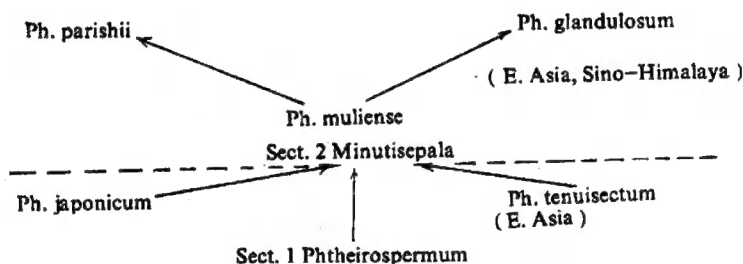 Ph. parishii
Ph. glandulosum
( E. Asia, Sino-Himalaya )
Ph. muliense
Sect. 2 Minutisepala
Ph. japonicum
Ph. tenuisectum
( E. Asia )
Sect. 1 Phtheirospermum